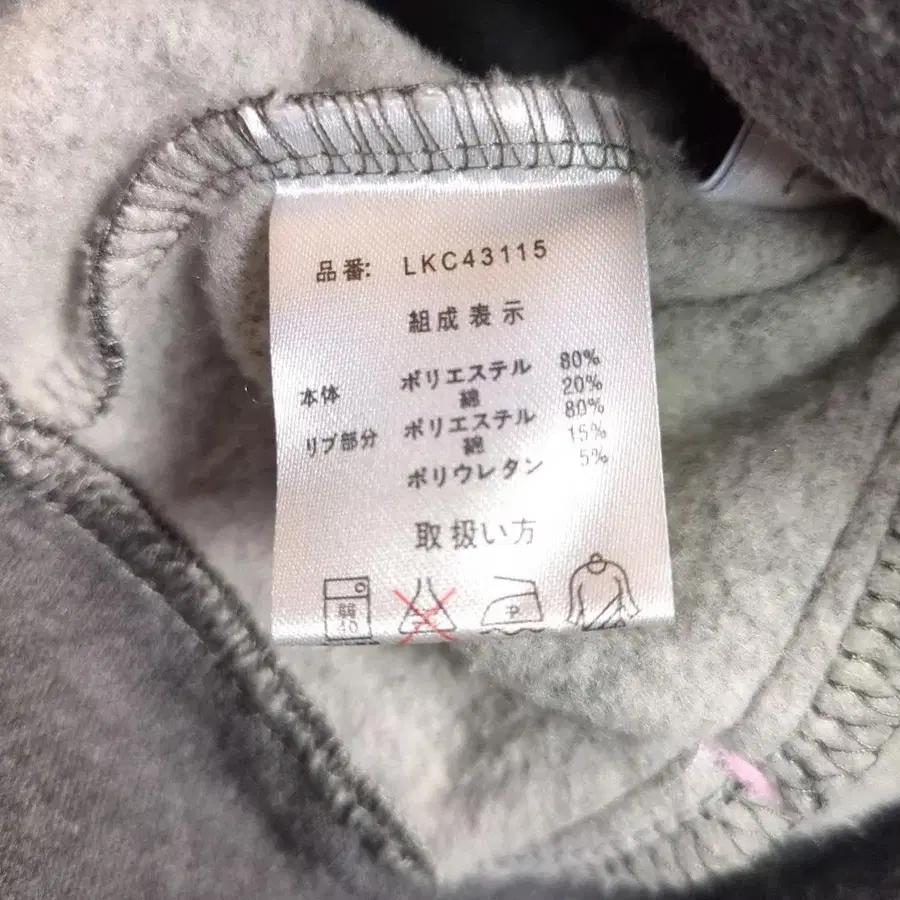 品番: LKC43115
組成表示
本体 ポリエステル 80%
綿 20%
リブ部分 ポリエステル 80%
綿 15%
ポリウレタン 5%
取扱い方
弱
40